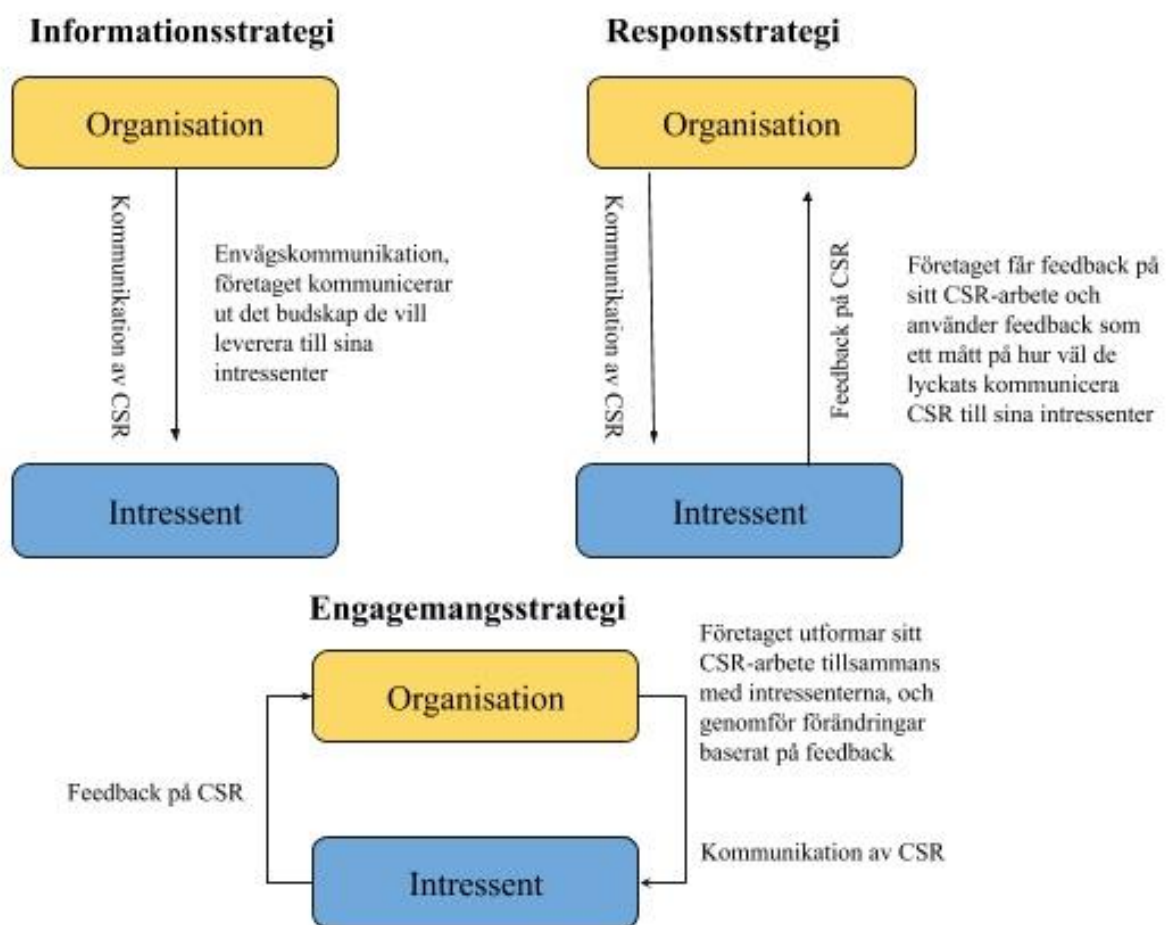 Informationsstrategi
Organisation
Kommunikation av CSR
Envägskommunikation,
företaget kommunicerar
ut det budskap de vill
leverera till sina
intressenter
Intressent
Responsstrategi
Organisation
Kommunikation av CSR
Feedback på CSR
Företaget får feedback på
sitt CSR-arbete och
använder feedback som
ett mått på hur väl de
lyckats kommunicera
CSR till sina intressenter
Intressent
Engagemangsstrategi
Organisation
Företaget utformar sitt
CSR-arbete tillsammans
med intressenterna, och
genomför förändringar
baserat på feedback
Feedback på CSR
Kommunikation av CSR
Intressent